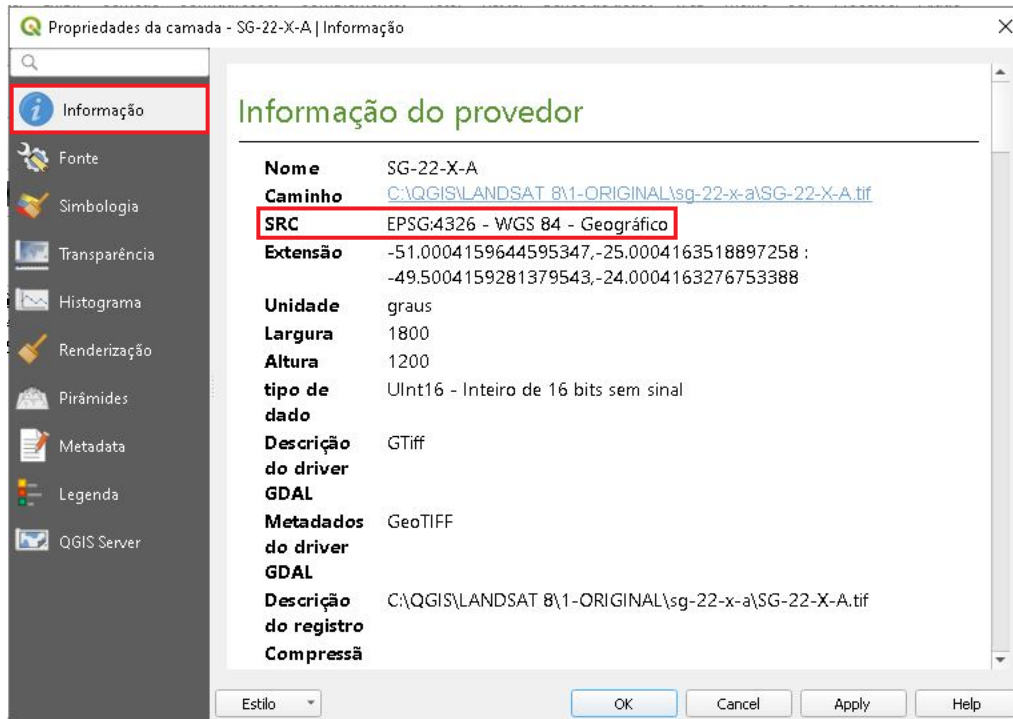 Propriedades da camada - SG-22-X-A | Informação
Informação
Fonte
Simbologia
Transparência
Histograma
Renderização
Pirâmides
Metadata
Legenda
QGIS Server
Informação do provedor
Nome SG-22-X-A
Caminho C:\QGIS\LANDSAT 8\1-ORIGINAL\sg-22-x-a\SG-22-X-A.tif
SRC EPSG:4326 - WGS 84 - Geográfico
Extensão -51.0004159644595347,-25.0004163518897258 :
-49.5004159281379543,-24.0004163276753388
Unidade graus
Largura 1800
Altura 1200
tipo de UInt16 - Inteiro de 16 bits sem sinal
dado
Descrição GTiff
do driver
GDAL
Metadados GeoTIFF
do driver
GDAL
Descrição C:\QGIS\LANDSAT 8\1-ORIGINAL\sg-22-x-a\SG-22-X-A.tif
do registro
Compressã
Estilo OK Cancel Apply Help